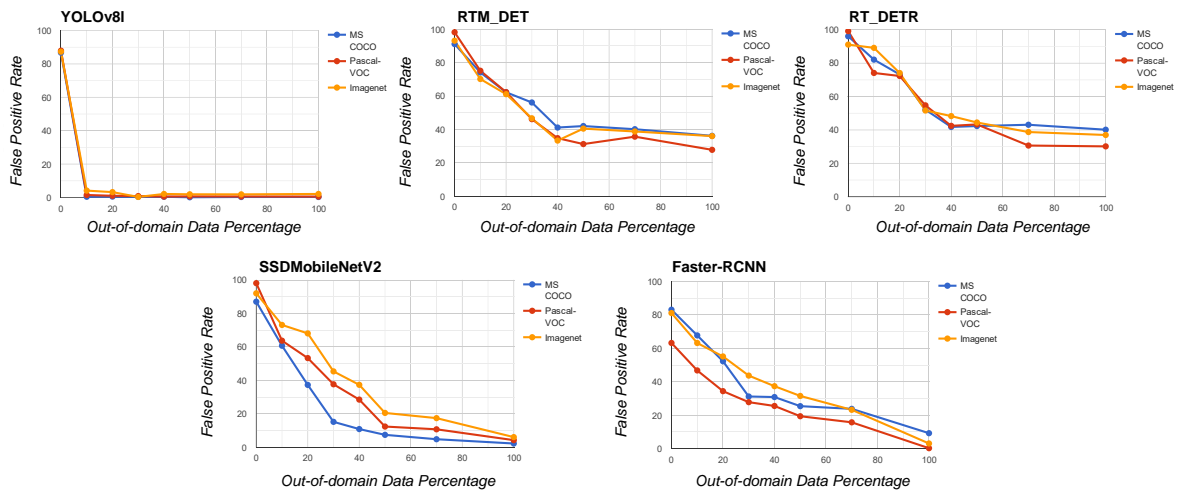 YOLOv8l
False Positive Rate
100
80
60
40
20
0
0
20
40
60
80
100
Out-of-domain Data Percentage
MS
COCO
Pascal-
VOC
Imagenet
RTM_DET
False Positive Rate
100
80
60
40
20
0
0
20
40
60
80
100
Out-of-domain Data Percentage
MS
COCO
Pascal-
VOC
Imagenet
RT_DETR
False Positive Rate
100
80
60
40
20
0
0
20
40
60
80
100
Out-of-domain Data Percentage
MS
COCO
Pascal-
VOC
Imagenet
SSDMobileNetV2
False Positive Rate
100
80
60
40
20
0
0
20
40
60
80
100
Out-of-domain Data Percentage
MS
COCO
Pascal-
VOC
Imagenet
Faster-RCNN
False Positive Rate
100
80
60
40
20
0
0
20
40
60
80
100
Out-of-domain Data Percentage
MS
COCO
Pascal-
VOC
Imagenet